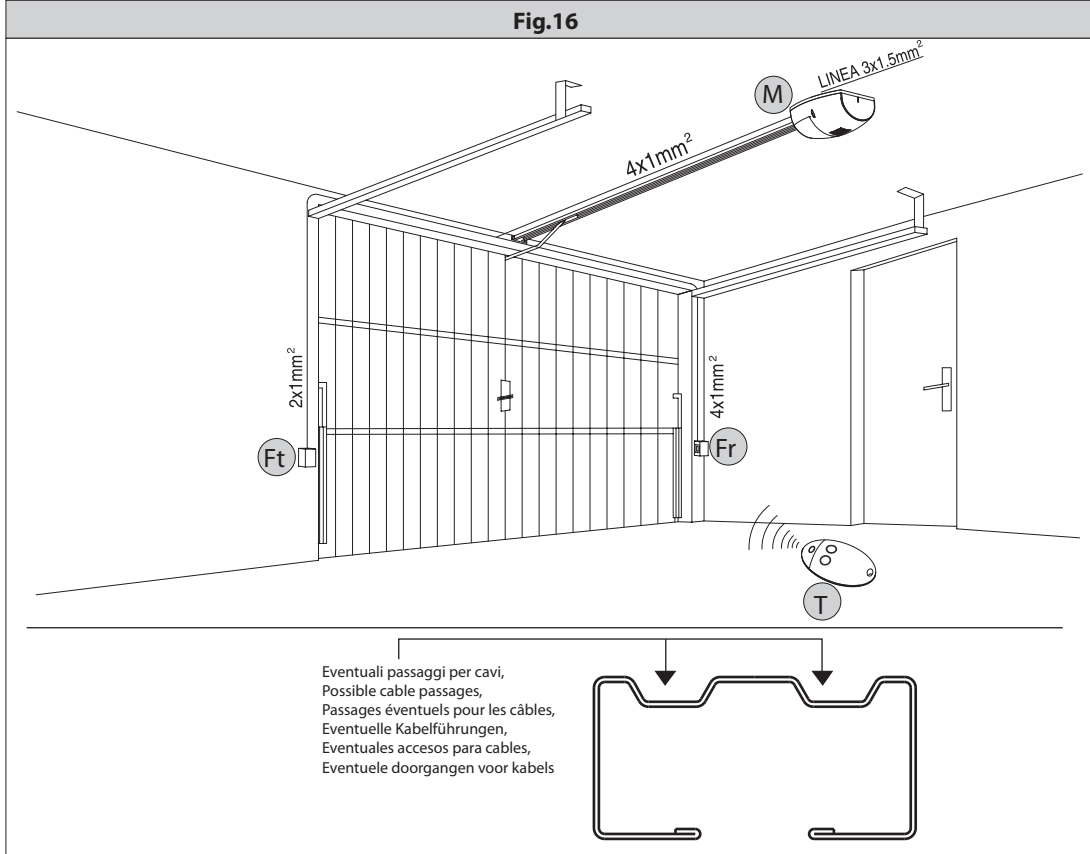 Fig.16
LINEA 3x1.5mm²
M
4x1mm²
2x1mm²
4x1mm²
Ft
Fr
T
Eventuali passaggi per cavi,
Possible cable passages,
Passages éventuels pour les câbles,
Eventuelle Kabelführungen,
Eventuales accesos para cables,
Eventuele doorgangen voor kabels